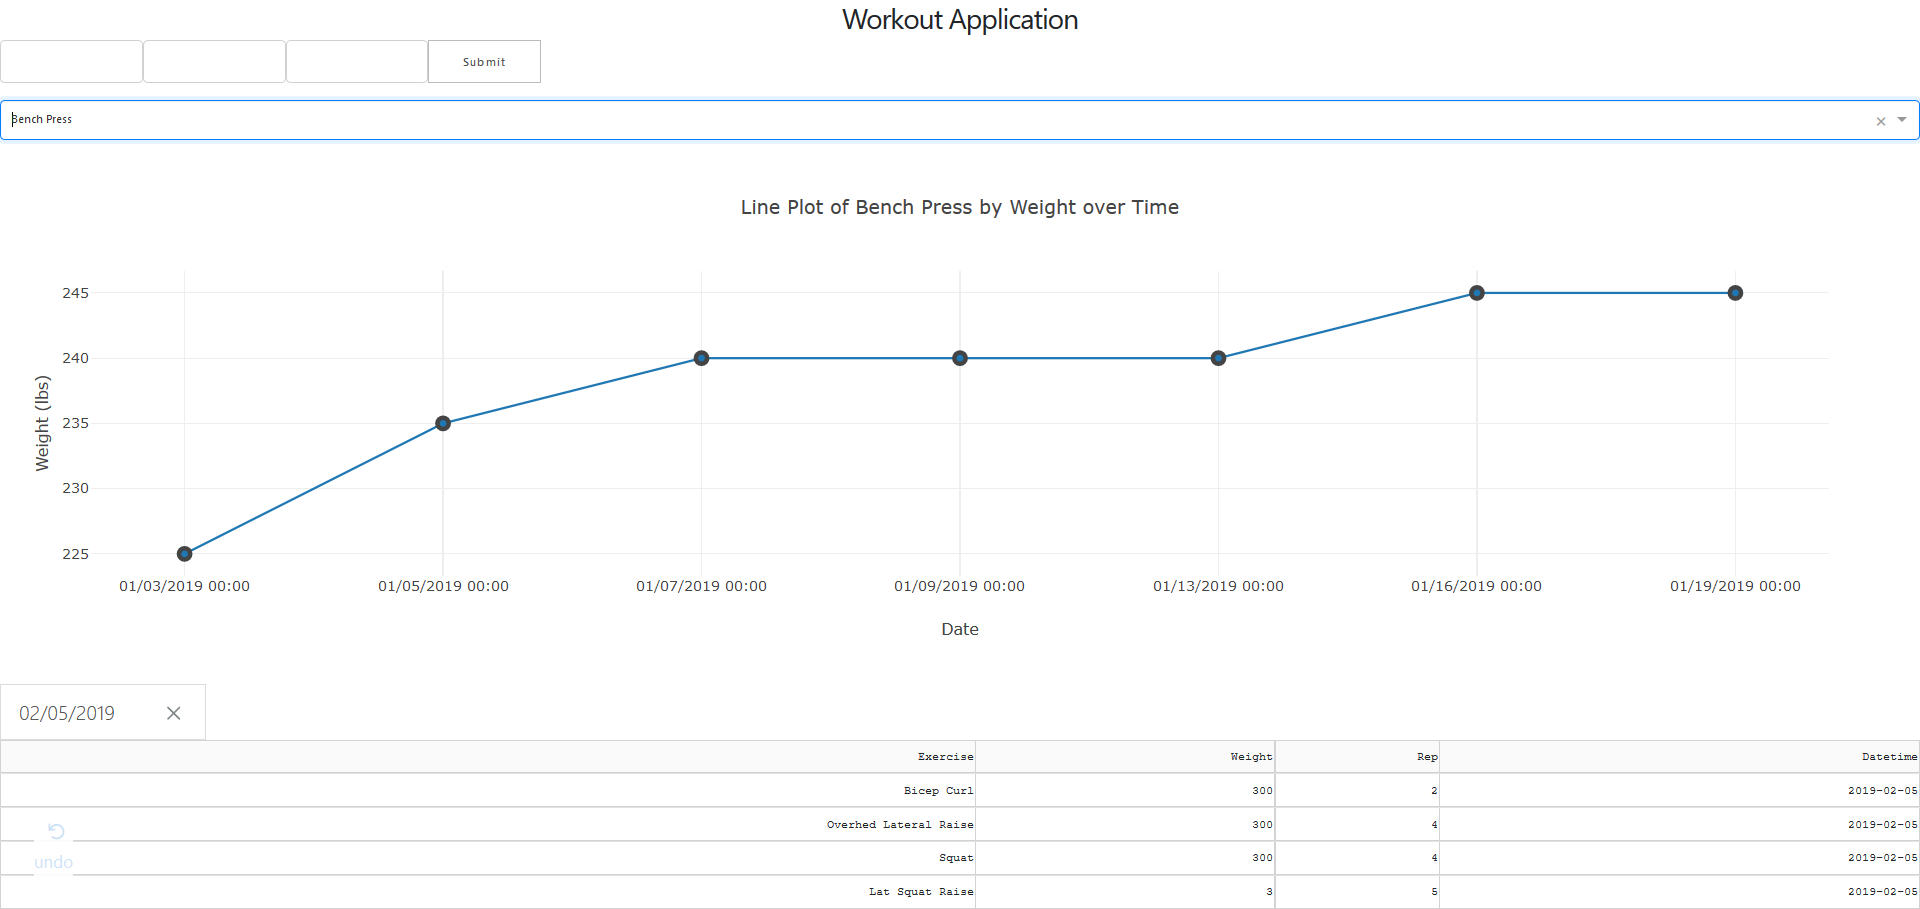 Workout Application
Submit
Bench Press
Line Plot of Bench Press by Weight over Time
245
240
235
230
225
Weight (lbs)
01/03/2019 00:00 01/05/2019 00:00 01/07/2019 00:00 01/09/2019 00:00 01/13/2019 00:00 01/16/2019 00:00 01/19/2019 00:00
Date
02/05/2019
Exercise Weight Rep Datetime
Bicep Curl 300 2 2019-02-05
Overhed Lateral Raise 300 4 2019-02-05
Squat 300 4 2019-02-05
undo
Lat Squat Raise 3 5 2019-02-05